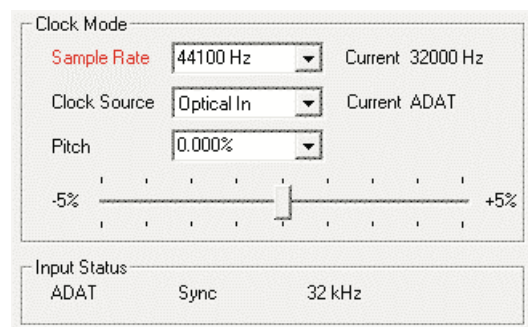 Clock Mode
Sample Rate 44100 Hz Current 32000 Hz
Clock Source Optical In Current ADAT
Pitch 0.000%
-5% +5%
Input Status
ADAT Sync 32 kHz